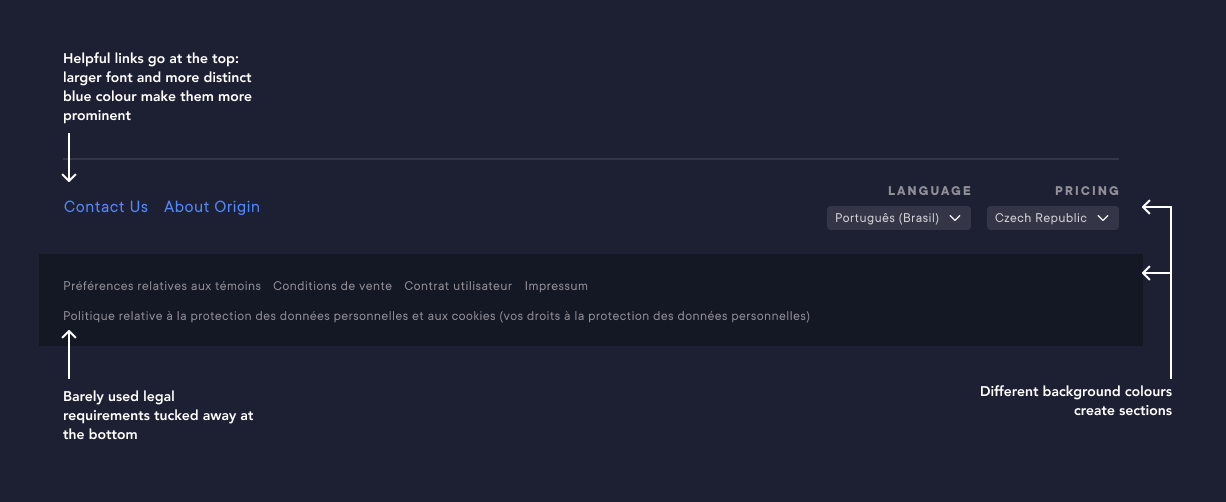 Helpful links go at the top:
larger font and more distinct
blue colour make them more
prominent
LANGUAGE PRICING
Contact Us About Origin
Português (Brasil) Czech Republic
Préférences relatives aux témoins Conditions de vente Contrat utilisateur Impressum
Politique relative à la protection des données personnelles et aux cookies (vos droits à la protection des données personnelles)
Barely used legal
requirements tucked away at
the bottom
Different background colours
create sections